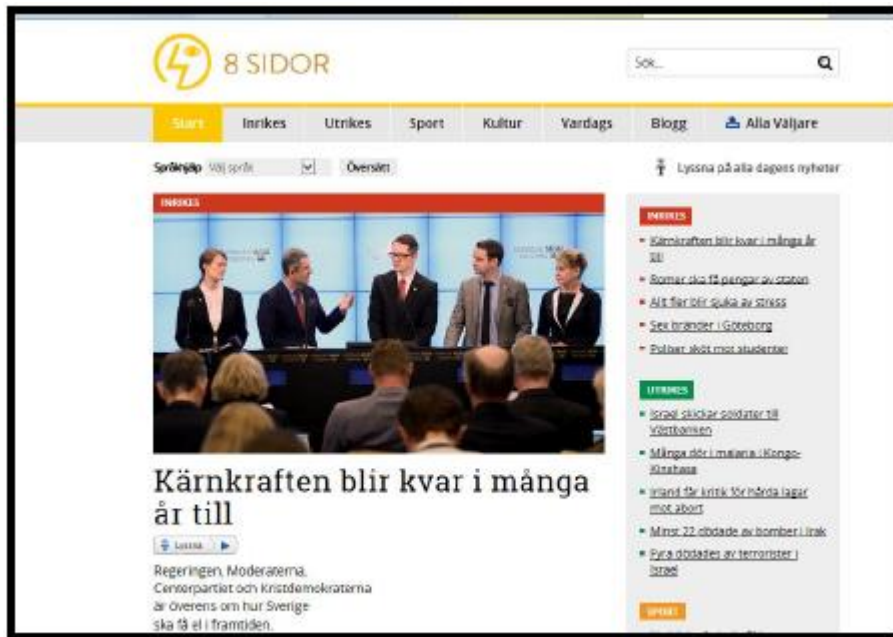 8 SIDOR
Sök...
Start Inrikes Utrikes Sport Kultur Vardags Blogg Alla Väljare
Språkhjälp Välj språk Översätt
Lyssna på alla dagens nyheter
INRIKES
Kärnkraften blir kvar i många
år till
Lyssna
Regeringen, Moderaterna,
Centerpartiet och Kristdemokraterna
är överens om hur Sverige
ska få el i framtiden.
INRIKES
Kärnkraften blir kvar i många år
till
Romer ska få pengar av staten
Allt fler blir sjuka av stress
Sex bränder i Göteborg
Poliser sköt mot studenter
UTRIKES
Israel skickar soldater till
Västbanken
Många dör i malaria i Kongo-
Kinshasa
Irland får kritik för hårda lagar
mot abort
Minst 22 dödade av bomber i Irak
Fyra dödades av terrorister i
Israel
SPORT